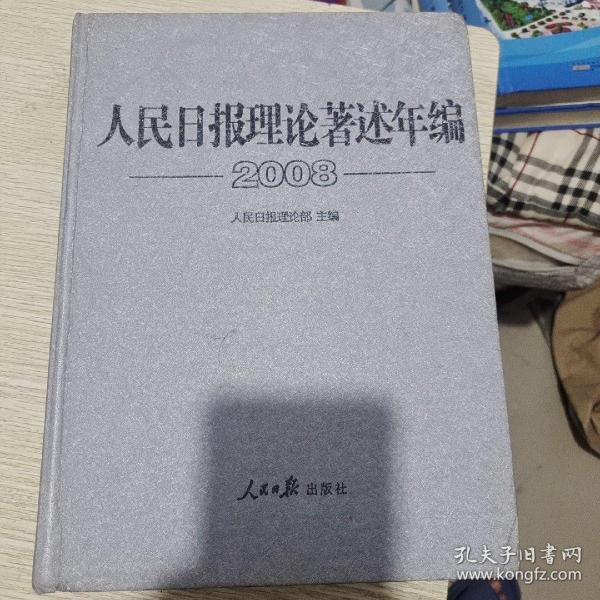 人民日报理论著述年编
2008
人民日报理论部 主编
人民日报 出版社
孔夫子旧书网
www.kongfz.com